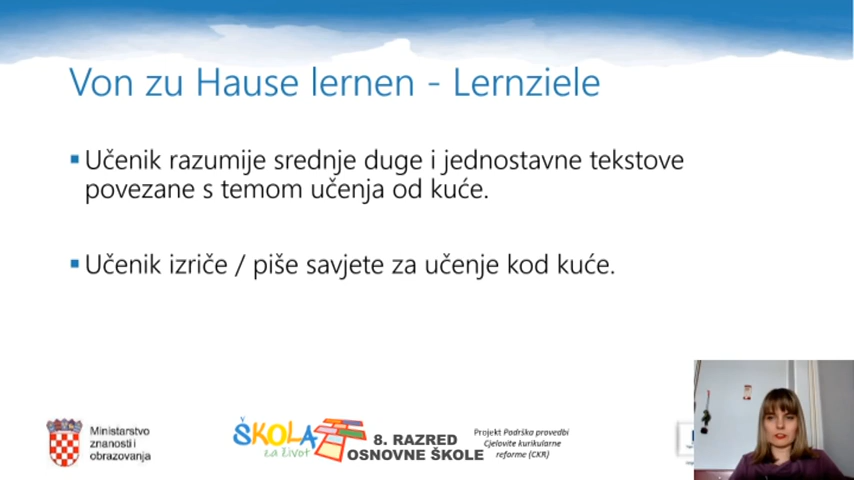 Von zu Hause lernen - Lernziele
Učenik razumije srednje duge i jednostavne tekstove
povezane s temom učenja od kuće.
Učenik izriče / piše savjete za učenje kod kuće.
Ministarstvo
znanosti i
obrazovanja
ŠKOLA
za život
8. RAZRED
OSNOVNE ŠKOLE
Projekt Podrška provedbi
Cjelovite kurikularne
reforme (CKR)